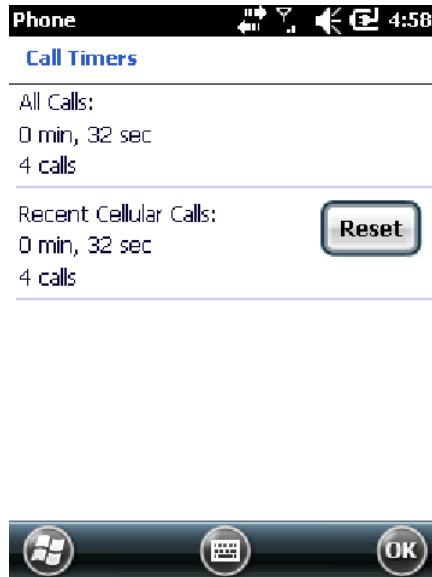 Phone 4:58
Call Timers
All Calls:
0 min, 32 sec
4 calls
Recent Cellular Calls:
0 min, 32 sec
4 calls
Reset
OK